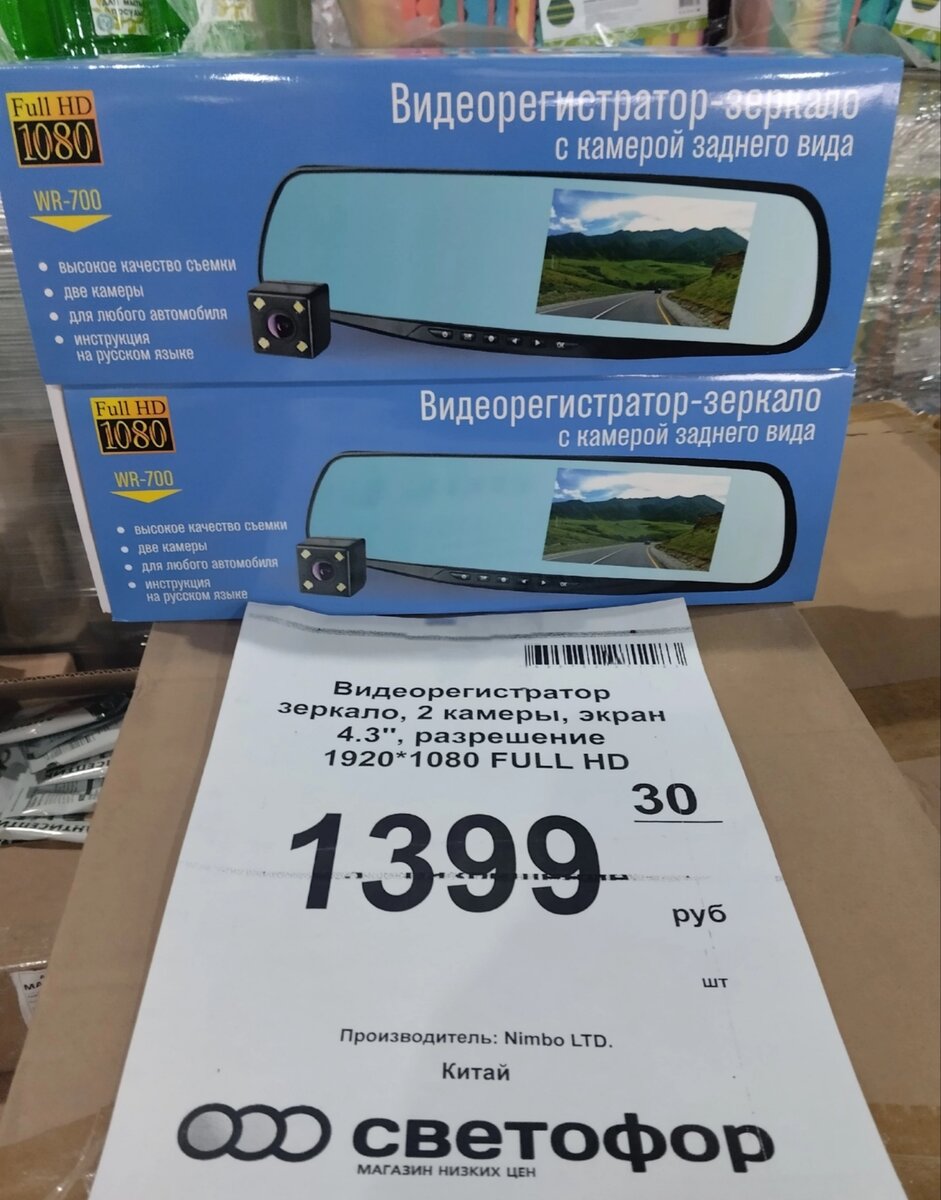 Full HD
1080
Видеорегистратор-зеркало
с камерой заднего вида
WR-700
• высокое качество съемки
• две камеры
• для любого автомобиля
• инструкция
на русском языке
Full HD
1080
Видеорегистратор-зеркало
с камерой заднего вида
WR-700
• высокое качество съемки
• две камеры
• для любого автомобиля
• инструкция
на русском языке
Видеорегистратор
зеркало, 2 камеры, экран
4.3", разрешение
1920*1080 FULL HD
1399 30
руб
шт
Производитель: Nimbo LTD.
Китай
светофор
МАГАЗИН НИЗКИХ ЦЕН